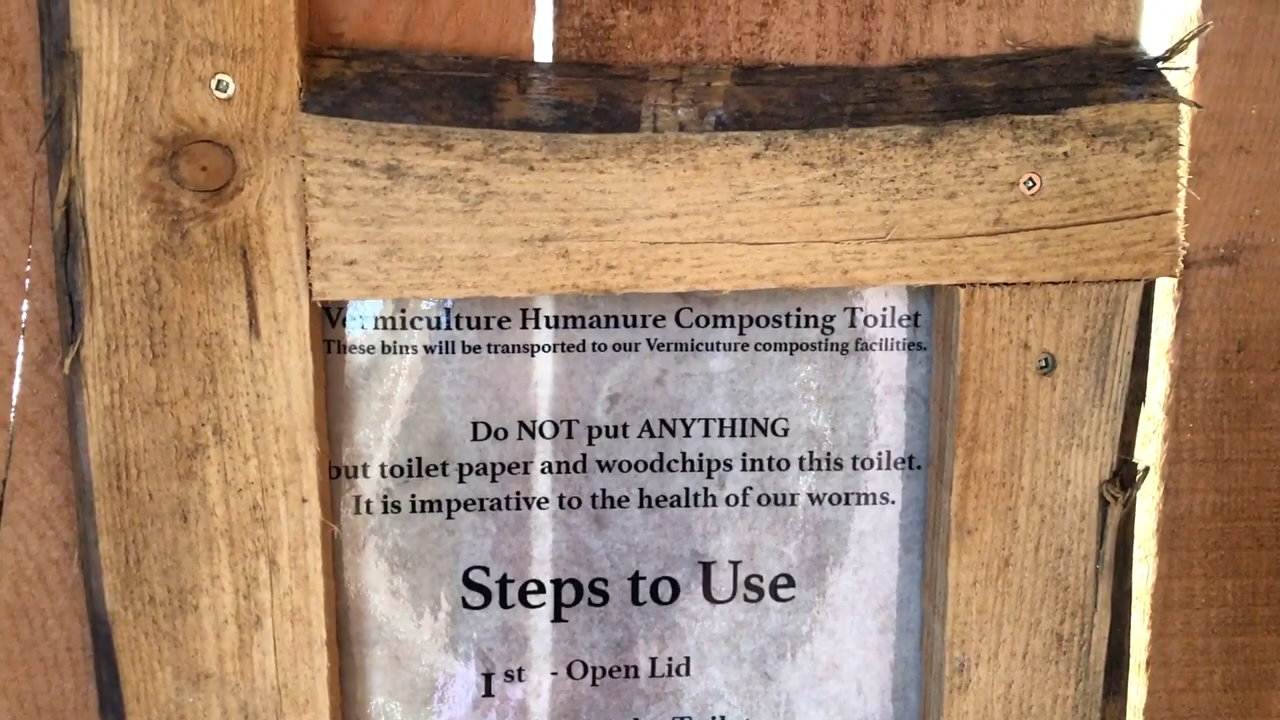 Vermiculture Humanure Composting Toilet
These bins will be transported to our Vermicuture composting facilities.
Do NOT put ANYTHING
but toilet paper and woodchips into this toilet.
It is imperative to the health of our worms.
Steps to Use
1st - Open Lid
Toilet